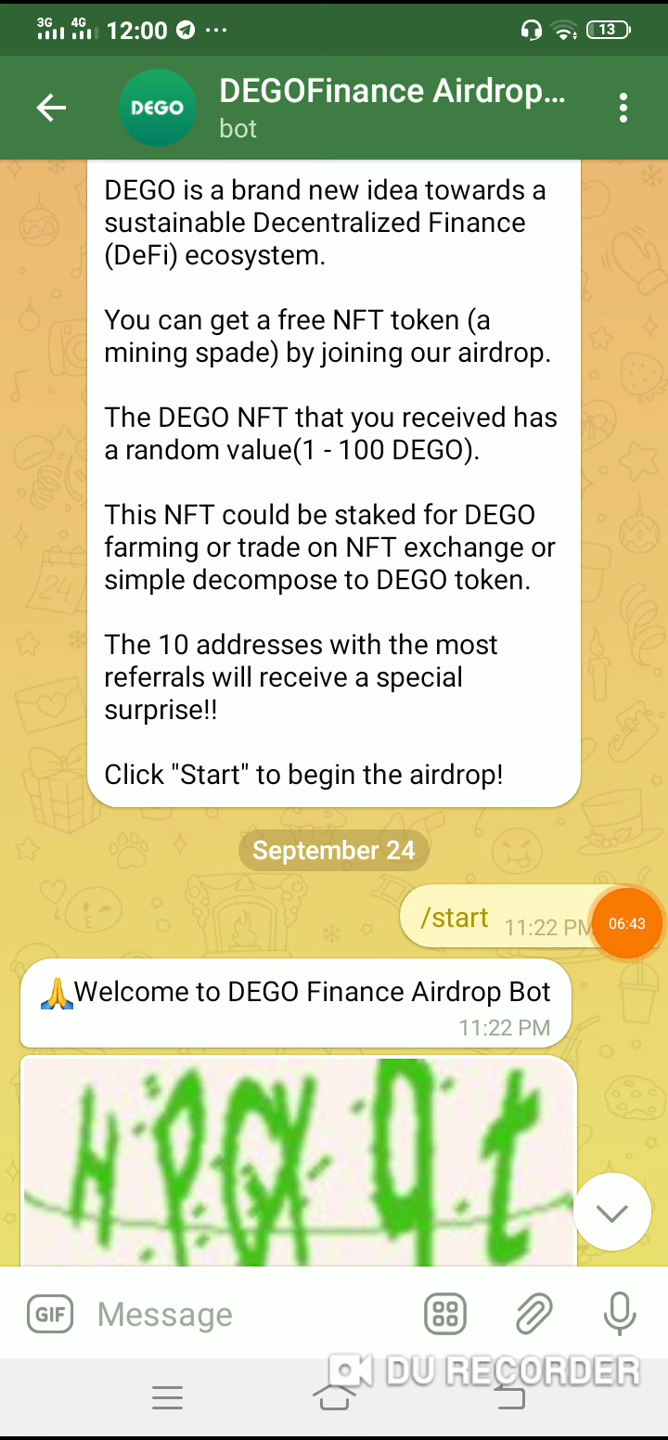 3G 4G 12:00 ... 13
DEGO
DEGOFinance Airdrop...
bot
DEGO is a brand new idea towards a
sustainable Decentralized Finance
(DeFi) ecosystem.
You can get a free NFT token (a
mining spade) by joining our airdrop.
The DEGO NFT that you received has
a random value(1 - 100 DEGO).
This NFT could be staked for DEGO
farming or trade on NFT exchange or
simple decompose to DEGO token.
The 10 addresses with the most
referrals will receive a special
surprise!!
Click "Start" to begin the airdrop!
September 24
/start 11:22 PM
06:43
🙏Welcome to DEGO Finance Airdrop Bot
11:22 PM
GIF Message
DU RECORDER